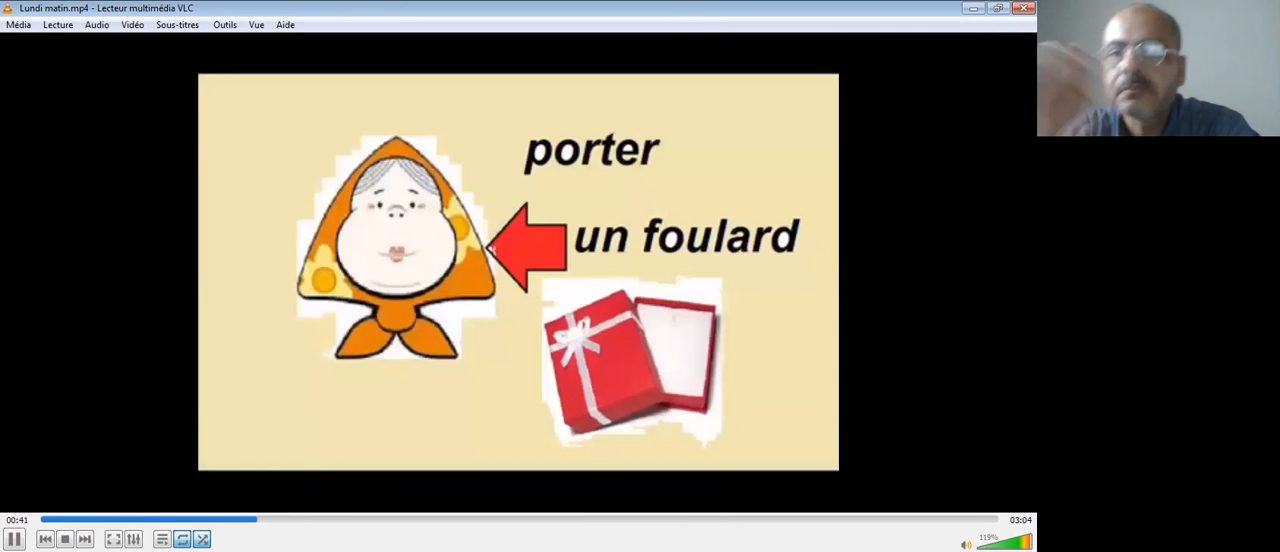 Lundi matin.mp4 - Lecteur multimédia VLC
Média Lecture Audio Vidéo Sous-titres Outils Vue Aide
porter
un foulard
00:41
03:04
119%